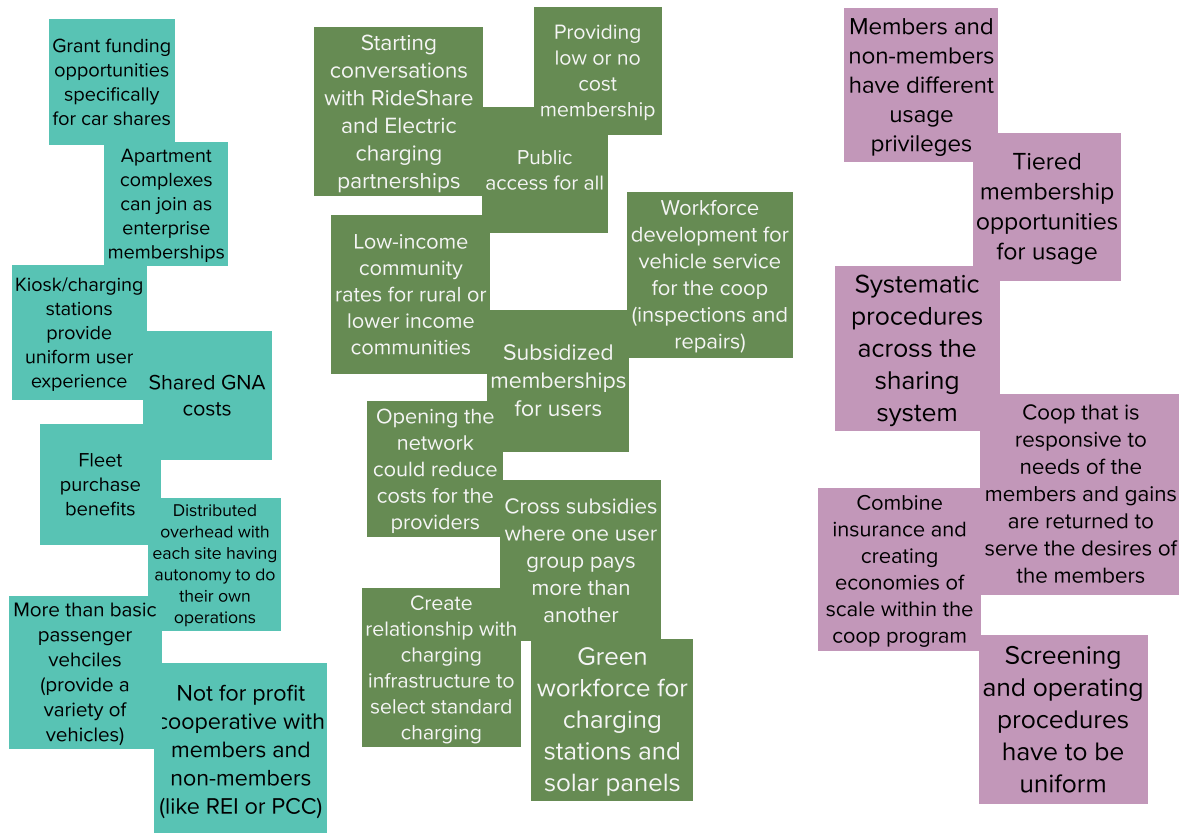 Grant funding
opportunities
specifically
for car shares
Apartment
complexes
can join as
enterprise
memberships
Kiosk/charging
stations
provide
uniform user
experience
Shared GNA
costs
Fleet
purchase
benefits
Distributed
overhead with
each site having
autonomy to do
their own
operations
More than basic
passenger
vehciles
(provide a
variety of
vehicles)
Not for profit
cooperative with
members and
non-members
(like REI or PCC)
Starting
conversations
with RideShare
and Electric
charging
partnerships
Providing
low or no
cost
membership
Public
access for all
Low-income
community
rates for rural or
lower income
communities
Workforce
development for
vehicle service
for the coop
(inspections and
repairs)
Subsidized
memberships
for users
Opening the
network
could reduce
costs for the
providers
Cross subsidies
where one user
group pays
more than
another
Create
relationship with
charging
infrastructure to
select standard
charging
Green
workforce for
charging
stations and
solar panels
Members and
non-members
have different
usage
privileges
Tiered
membership
opportunities
for usage
Systematic
procedures
across the
sharing
system
Coop that is
responsive to
needs of the
members and gains
are returned to
serve the desires of
the members
Combine
insurance and
creating
economies of
scale within the
coop program
Screening
and operating
procedures
have to be
uniform